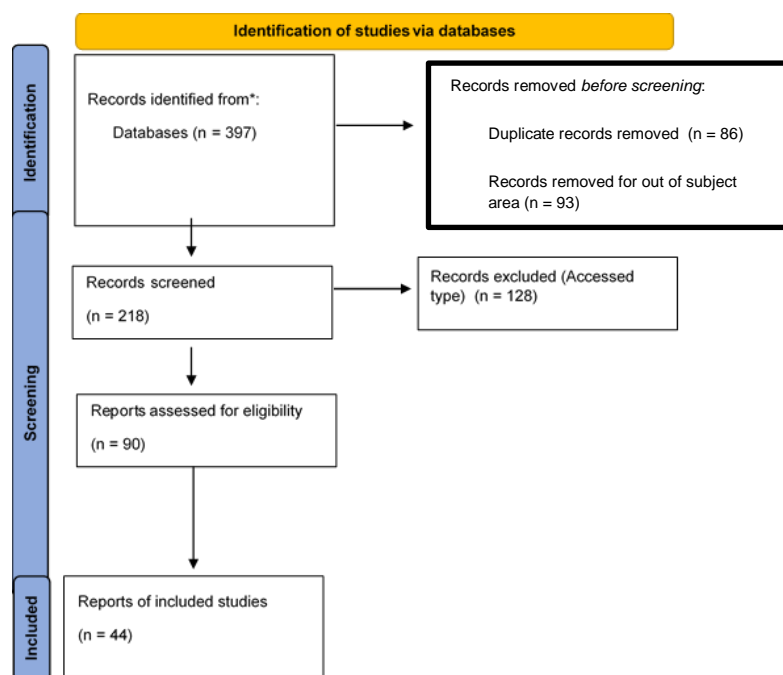 Identification of studies via databases
Identification
Records identified from*:
Databases (n = 397)
Records removed before screening:
Duplicate records removed  (n = 86)
Records removed for out of subject
area (n = 93)
Screening
Records screened
(n = 218)
Records excluded (Accessed
type)  (n = 128)
Reports assessed for eligibility
(n = 90)
Included
Reports of included studies
(n = 44)